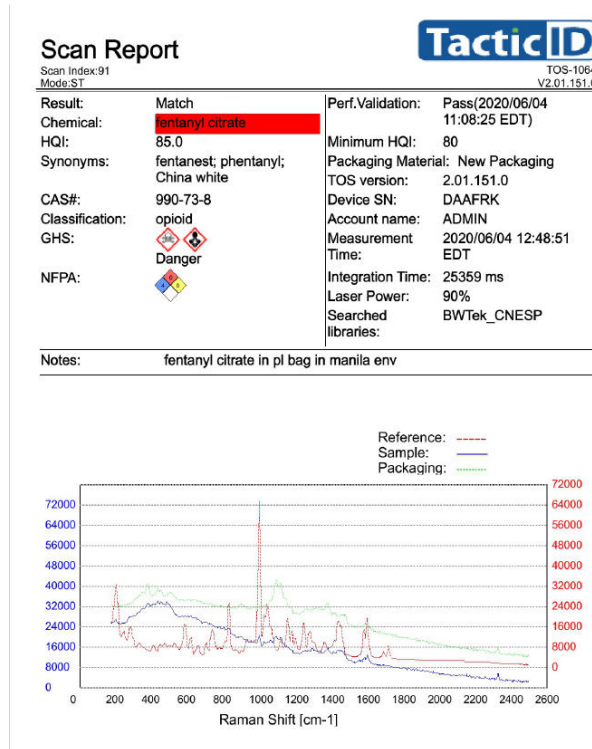 Scan Report
TacticID
Scan Index:91
Mode:ST
TOS-1064
V2.01.151.0
Result: Match
Chemical: fentanyl citrate
HQI: 85.0
Synonyms: fentanest; phentanyl;
China white
CAS#: 990-73-8
Classification: opioid
GHS:
Danger
NFPA:
Perf.Validation: Pass(2020/06/04
11:08:25 EDT)
Minimum HQI: 80
Packaging Material: New Packaging
TOS version: 2.01.151.0
Device SN: DAAFRK
Account name: ADMIN
Measurement 2020/06/04 12:48:51
Time: EDT
Integration Time: 25359 ms
Laser Power: 90%
Searched BWTek_CNESP
libraries:
Notes: fentanyl citrate in pl bag in manila env
Reference:
Sample:
Packaging:
72000
72000 64000
64000 56000
56000 48000
48000 40000
40000 32000
32000 24000
24000 16000
16000 8000
8000 0
0
0 200 400 600 800 1000 1200 1400 1600 1800 2000 2200 2400 2600
Raman Shift [cm-1]